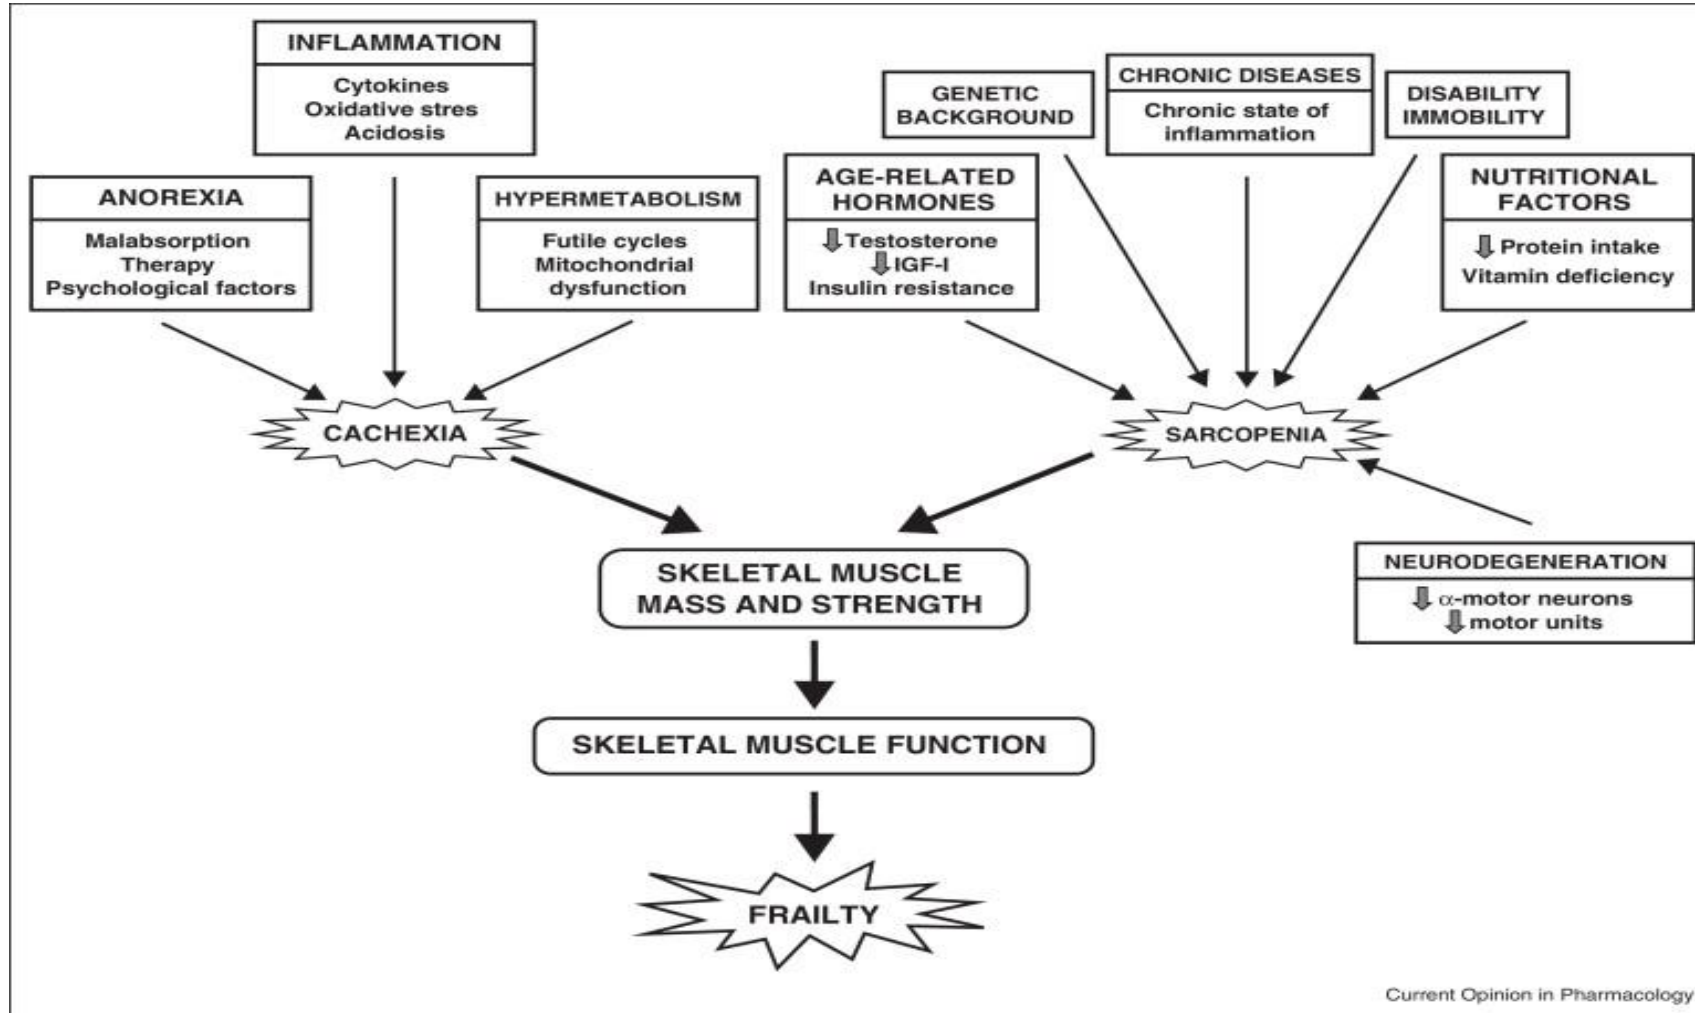 INFLAMMATION
Cytokines
Oxidative stres
Acidosis
ANOREXIA
Malabsorption
Therapy
Psychological factors
HYPERMETABOLISM
Futile cycles
Mitochondrial
dysfunction
CACHEXIA
AGE-RELATED
HORMONES
⇓ Testosterone
⇓ IGF-I
Insulin resistance
GENETIC
BACKGROUND
CHRONIC DISEASES
Chronic state of
inflammation
DISABILITY
IMMOBILITY
NUTRITIONAL
FACTORS
⇓ Protein intake
Vitamin deficiency
SARCOPENIA
NEURODEGENERATION
⇓ α-motor neurons
⇓ motor units
SKELETAL MUSCLE
MASS AND STRENGTH
SKELETAL MUSCLE FUNCTION
FRAILTY
Current Opinion in Pharmacology